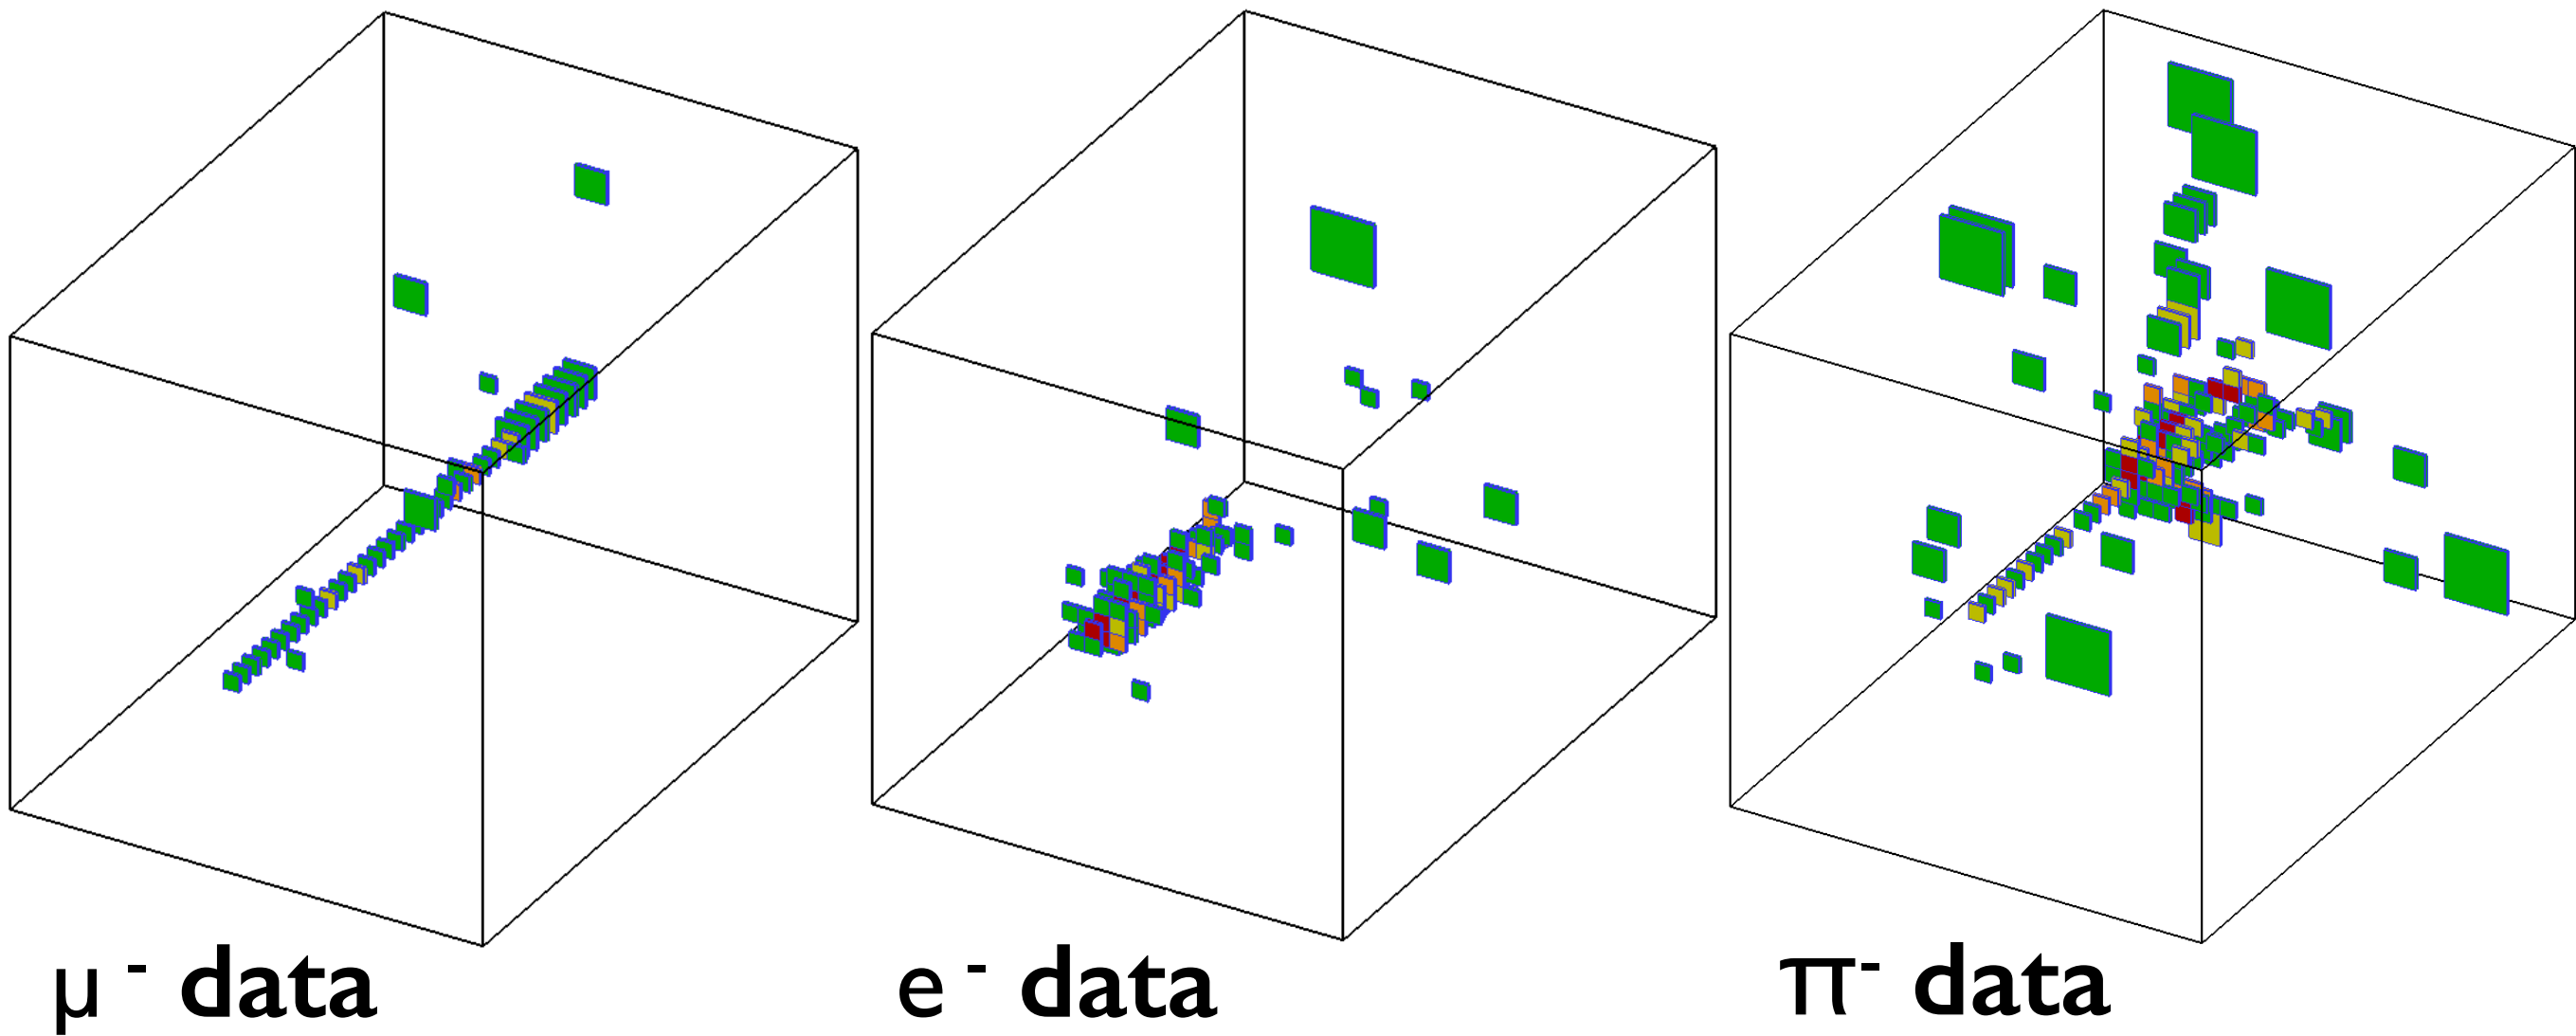 μ - data
e - data
π- data